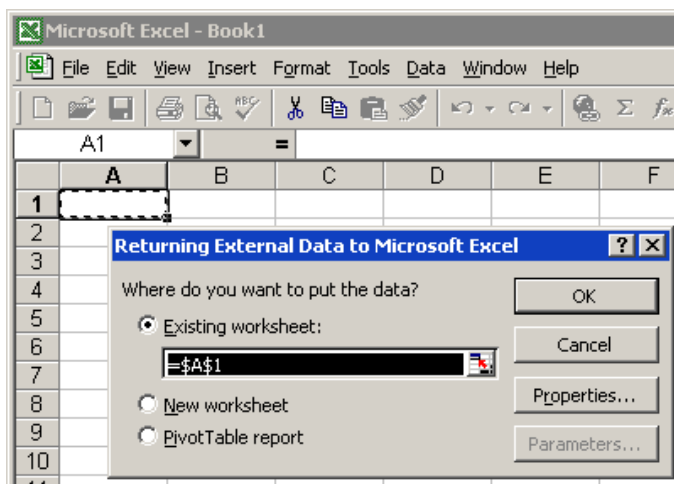 Microsoft Excel - Book1
File Edit View Insert Format Tools Data Window Help
ABC Σ fx
A1 =
A B C D E F
1
2
Returning External Data to Microsoft Excel ? X
3
4
Where do you want to put the data?
OK
5
Existing worksheet:
6
Cancel
=$A$1
7
Properties...
8
New worksheet
9
PivotTable report
Parameters...
10